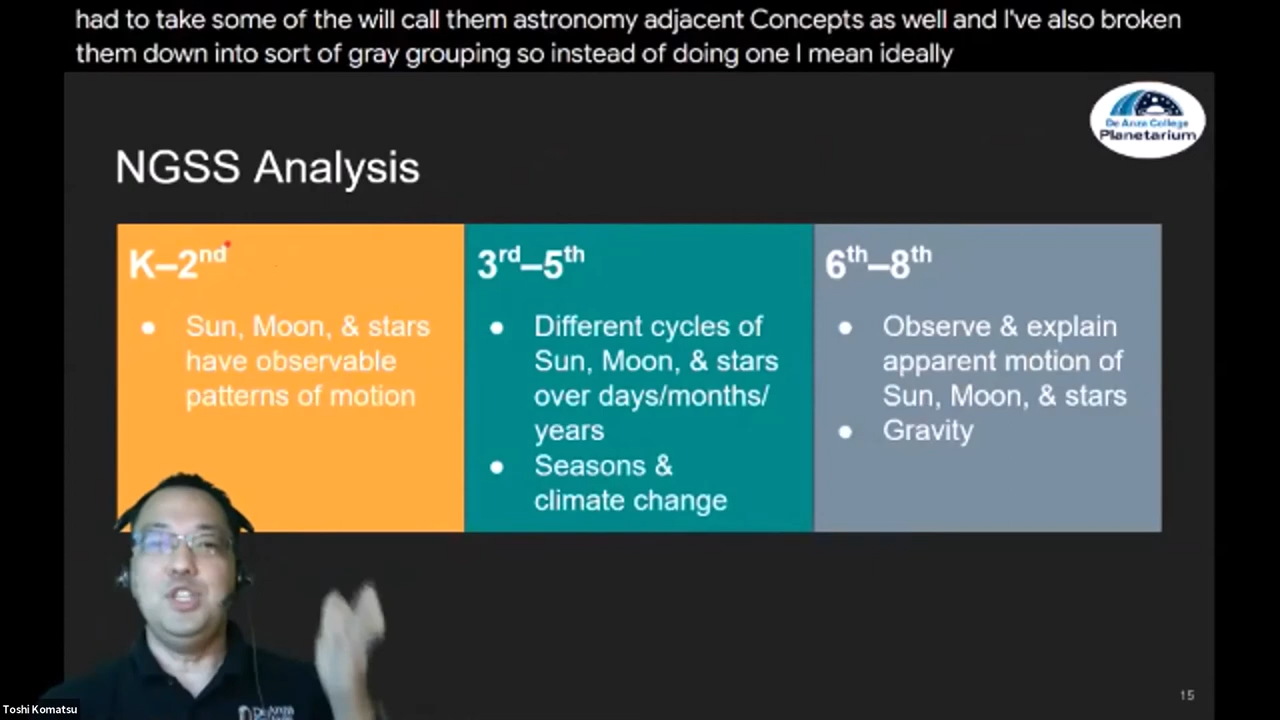 had to take some of the will call them astronomy adjacent Concepts as well and I've also broken
them down into sort of gray grouping so instead of doing one I mean ideally
De Anza College
Planetarium
NGSS Analysis
K–2nd
● Sun, Moon, & stars
have observable
patterns of motion
3rd–5th
● Different cycles of
Sun, Moon, & stars
over days/months/
years
● Seasons &
climate change
6th–8th
● Observe & explain
apparent motion of
Sun, Moon, & stars
● Gravity
De Anza
15
Toshi Komatsu